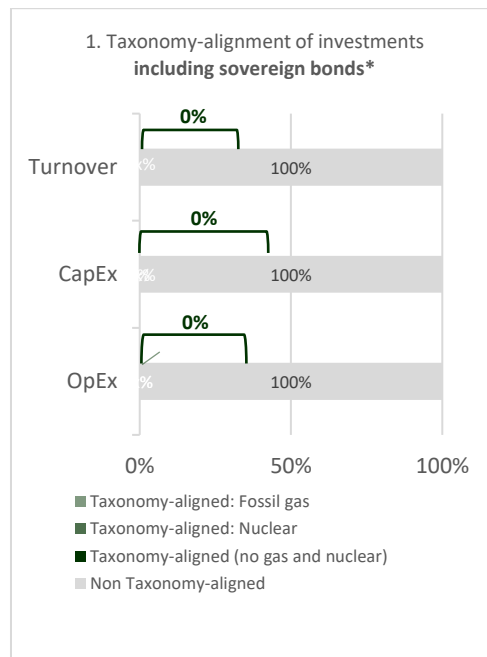 1. Taxonomy-alignment of investments
including sovereign bonds*
0%
Turnover
100%
0%
CapEx
100%
0%
OpEx
100%
0%
50%
100%
Taxonomy-aligned: Fossil gas
Taxonomy-aligned: Nuclear
Taxonomy-aligned (no gas and nuclear)
Non Taxonomy-aligned